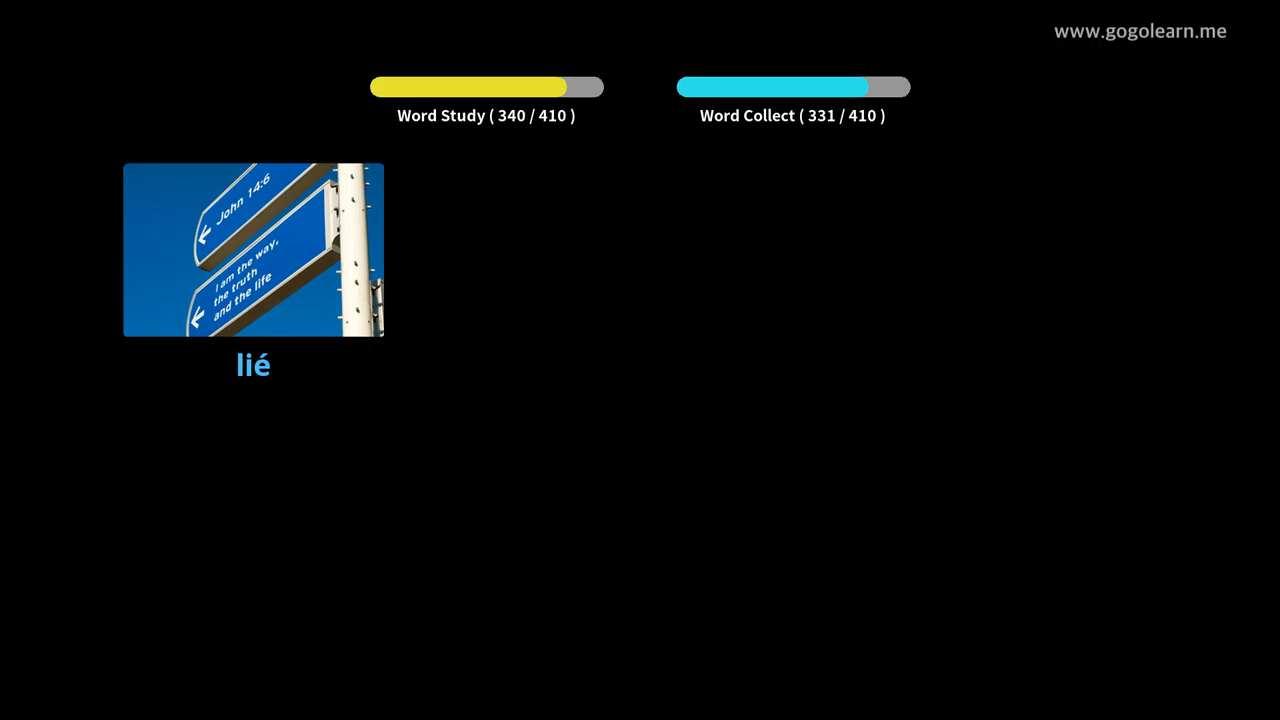 www.gogolearn.me
Word Study ( 340 / 410 )
Word Collect ( 331 / 410 )
John 14:6
I am the way,
the truth
and the life
lié